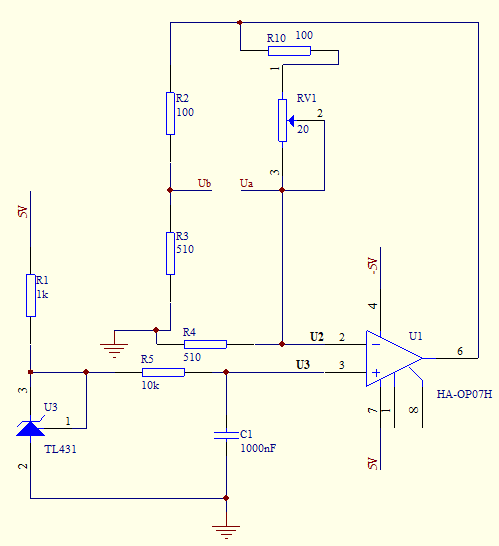 R10 100
1
R2
100
RV1
2
20
3
Ub Ua
5V
R3
510
-5V
R1
1k
4
R4
510
U2 2
U1
6
R5
10k
U3 3
HA-OP07H
3
U3
1
TL431
2
C1
1000nF
7
1
8
5V